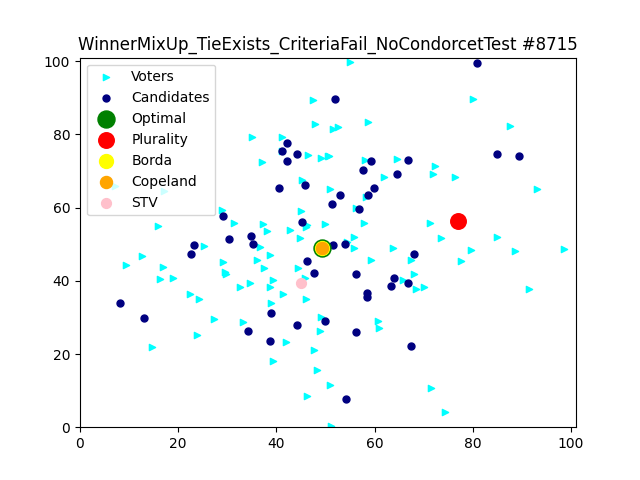 WinnerMixUp_TieExists_CriteriaFail_NoCondorcetTest #8715
Voters
Candidates
Optimal
Plurality
Borda
Copeland
STV
100
80
60
40
20
0
0 20 40 60 80 100